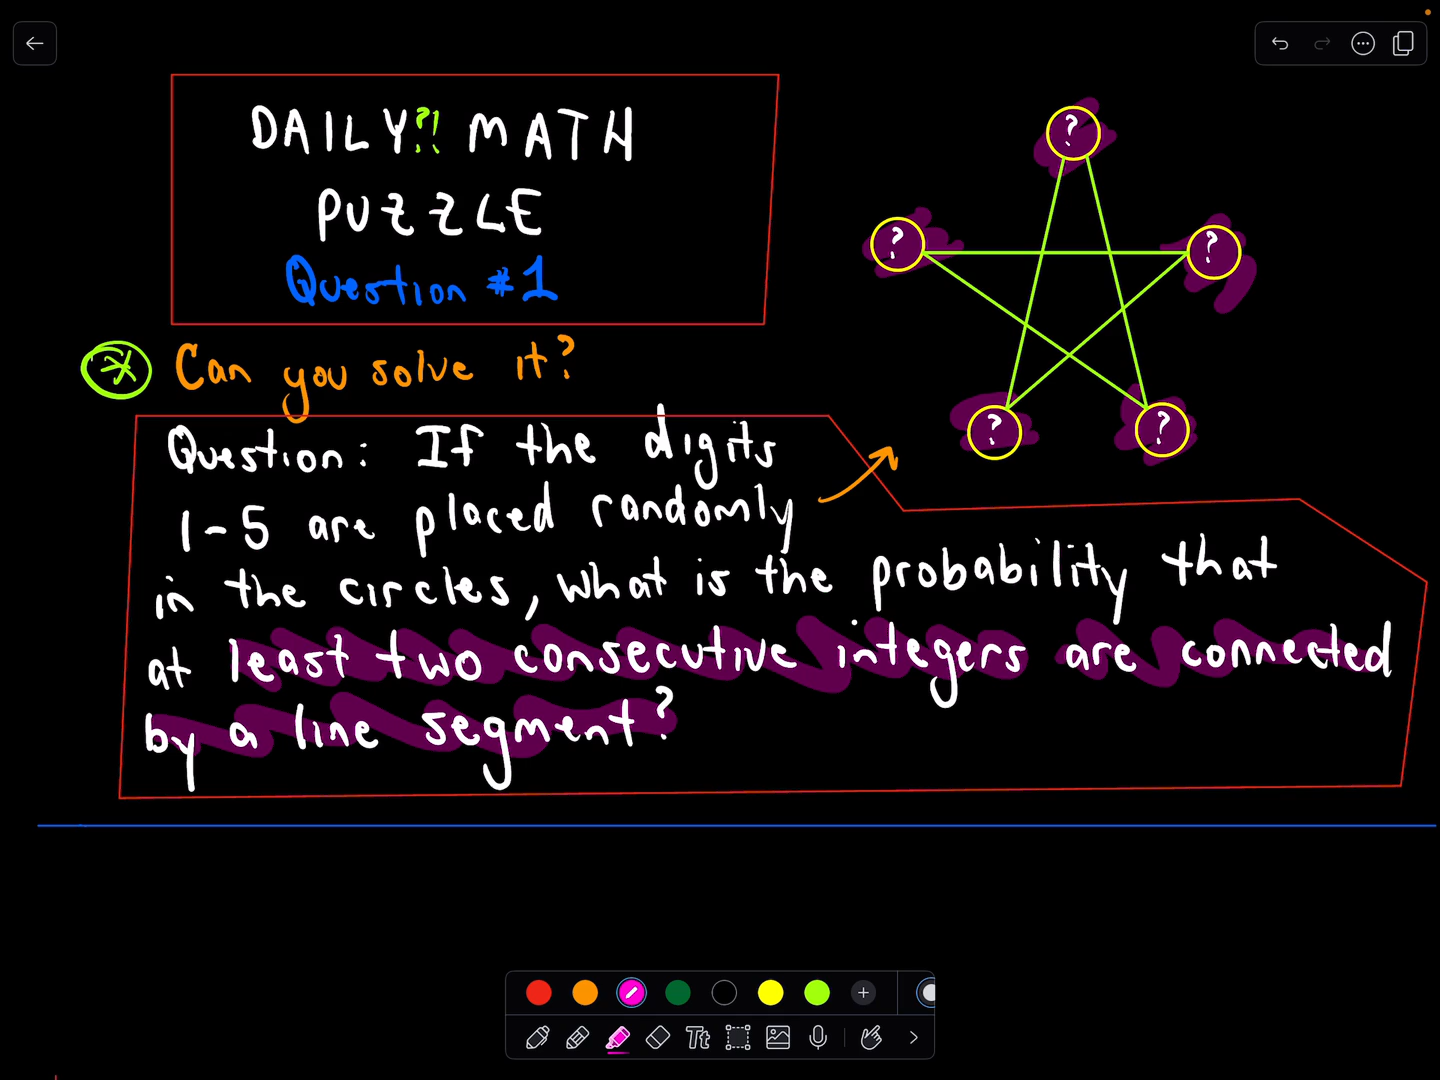 DAILY?! MATH
PUZZLE
Question #1
Can you solve it?
?
?
?
?
?
Question: If the digits
1-5 are placed randomly
in the circles, what is the probability that
at least two consecutive integers are connected
by a line segment?
Tt